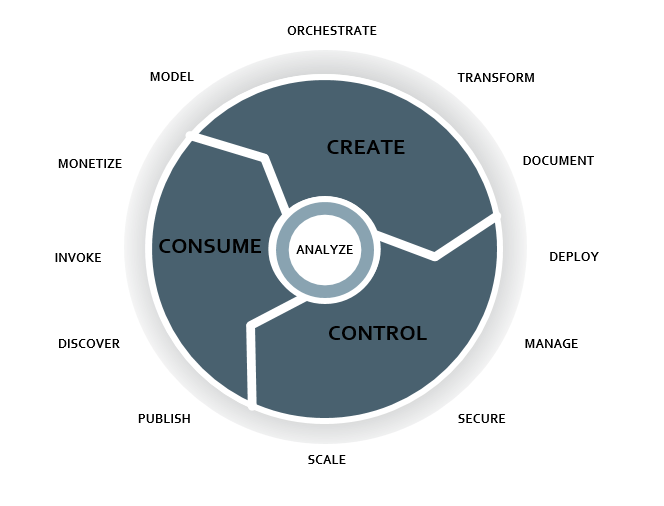 ORCHESTRATE
MODEL
TRANSFORM
CREATE
MONETIZE
DOCUMENT
CONSUME
ANALYZE
INVOKE
DEPLOY
CONTROL
DISCOVER
MANAGE
PUBLISH
SECURE
SCALE